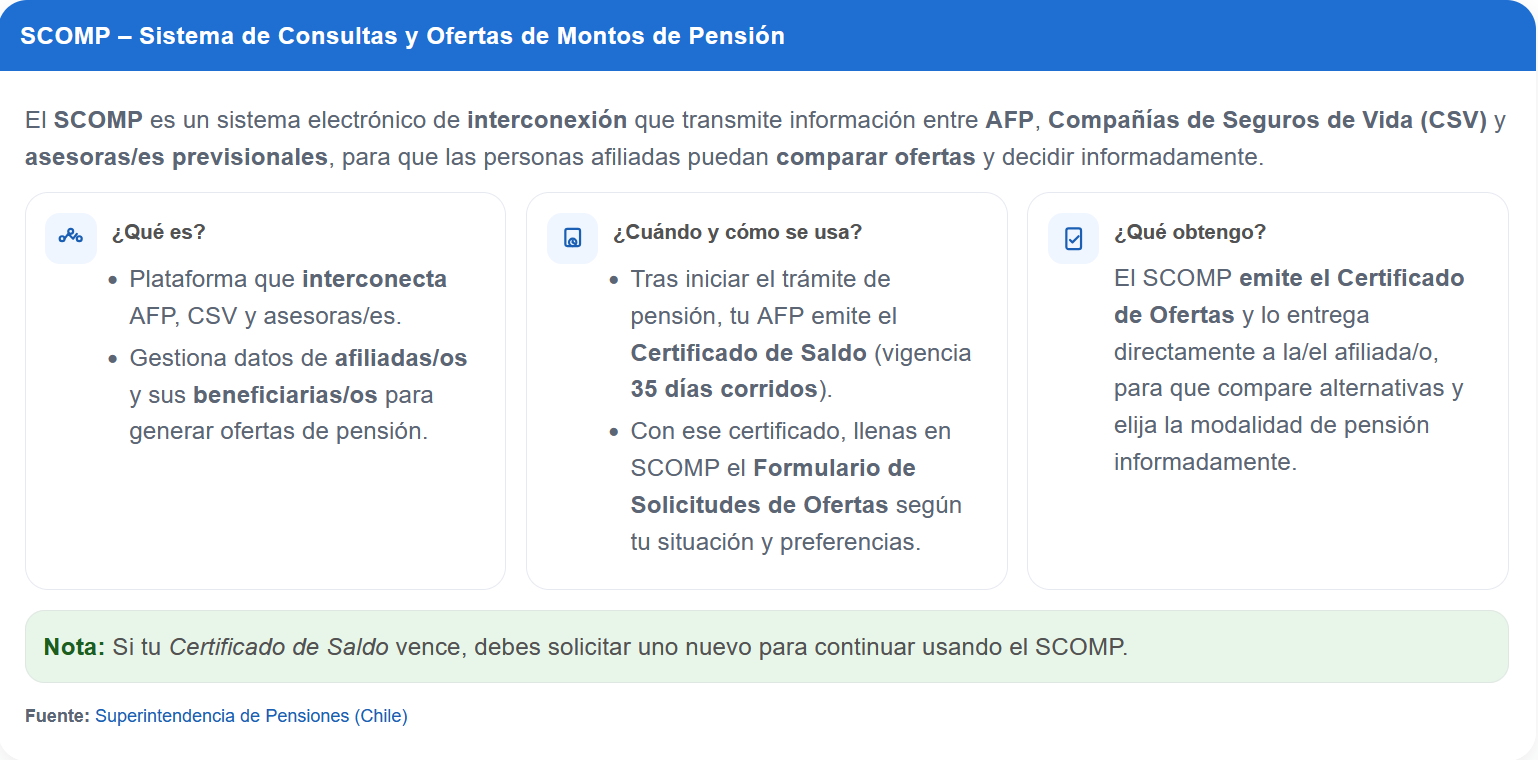 SCOMP – Sistema de Consultas y Ofertas de Montos de Pensión
El SCOMP es un sistema electrónico de interconexión que transmite información entre AFP, Compañías de Seguros de Vida (CSV) y
asesoras/es previsionales, para que las personas afiliadas puedan comparar ofertas y decidir informadamente.
¿Qué es?
• Plataforma que interconecta
AFP, CSV y asesoras/es.
• Gestiona datos de afiliadas/os
y sus beneficiarias/os para
generar ofertas de pensión.
¿Cuándo y cómo se usa?
• Tras iniciar el trámite de
pensión, tu AFP emite el
Certificado de Saldo (vigencia
35 días corridos).
• Con ese certificado, llenas en
SCOMP el Formulario de
Solicitudes de Ofertas según
tu situación y preferencias.
¿Qué obtengo?
El SCOMP emite el Certificado
de Ofertas y lo entrega
directamente a la/el afiliada/o,
para que compare alternativas y
elija la modalidad de pensión
informadamente.
Nota: Si tu Certificado de Saldo vence, debes solicitar uno nuevo para continuar usando el SCOMP.
Fuente: Superintendencia de Pensiones (Chile)